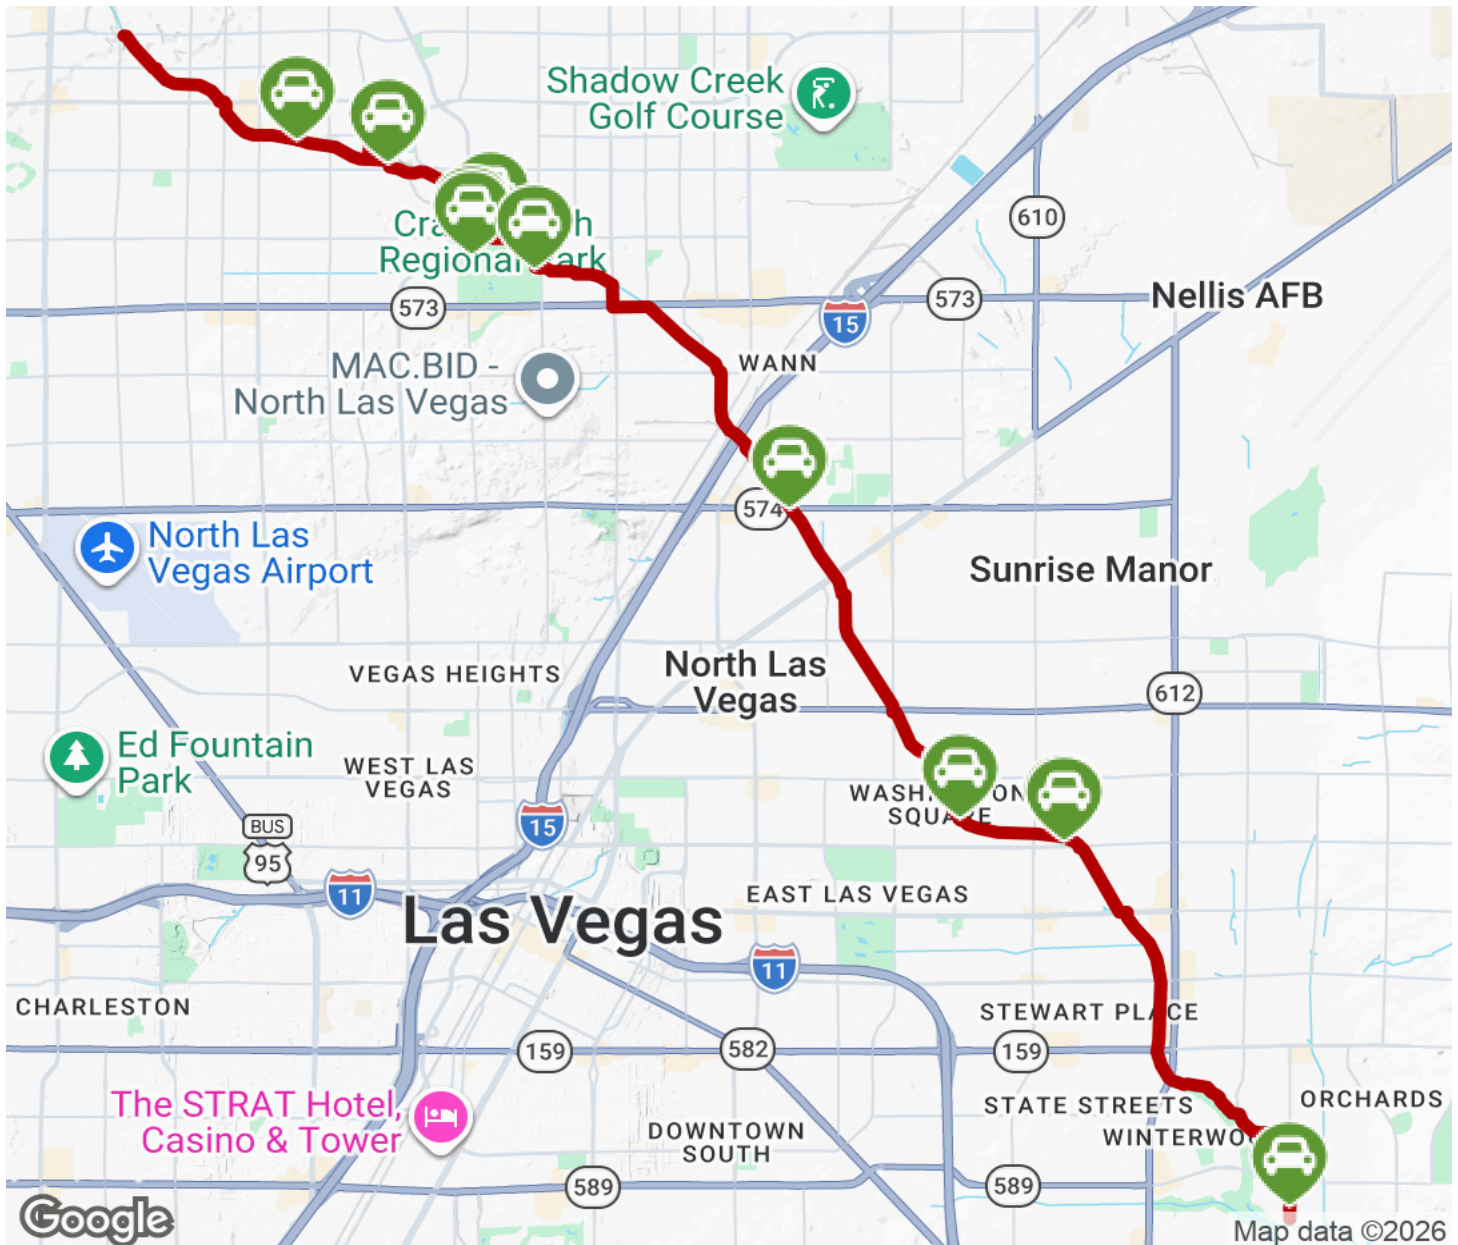 Shadow Creek
Golf Course
610
Regional Park
573
573
Nellis AFB
15
WANN
MAC.BID -
North Las Vegas
574
North Las
Vegas Airport
Sunrise Manor
VEGAS HEIGHTS
North Las
Vegas
612
Ed Fountain
Park
WEST LAS
VEGAS
SQUARE
BUS
95
15
11
EAST LAS VEGAS
Las Vegas
11
CHARLESTON
STEWART PLACE
159
582
159
The STRAT Hotel,
Casino & Tower
STATE STREETS
ORCHARDS
DOWNTOWN
SOUTH
589
589
Google
Map data ©2026